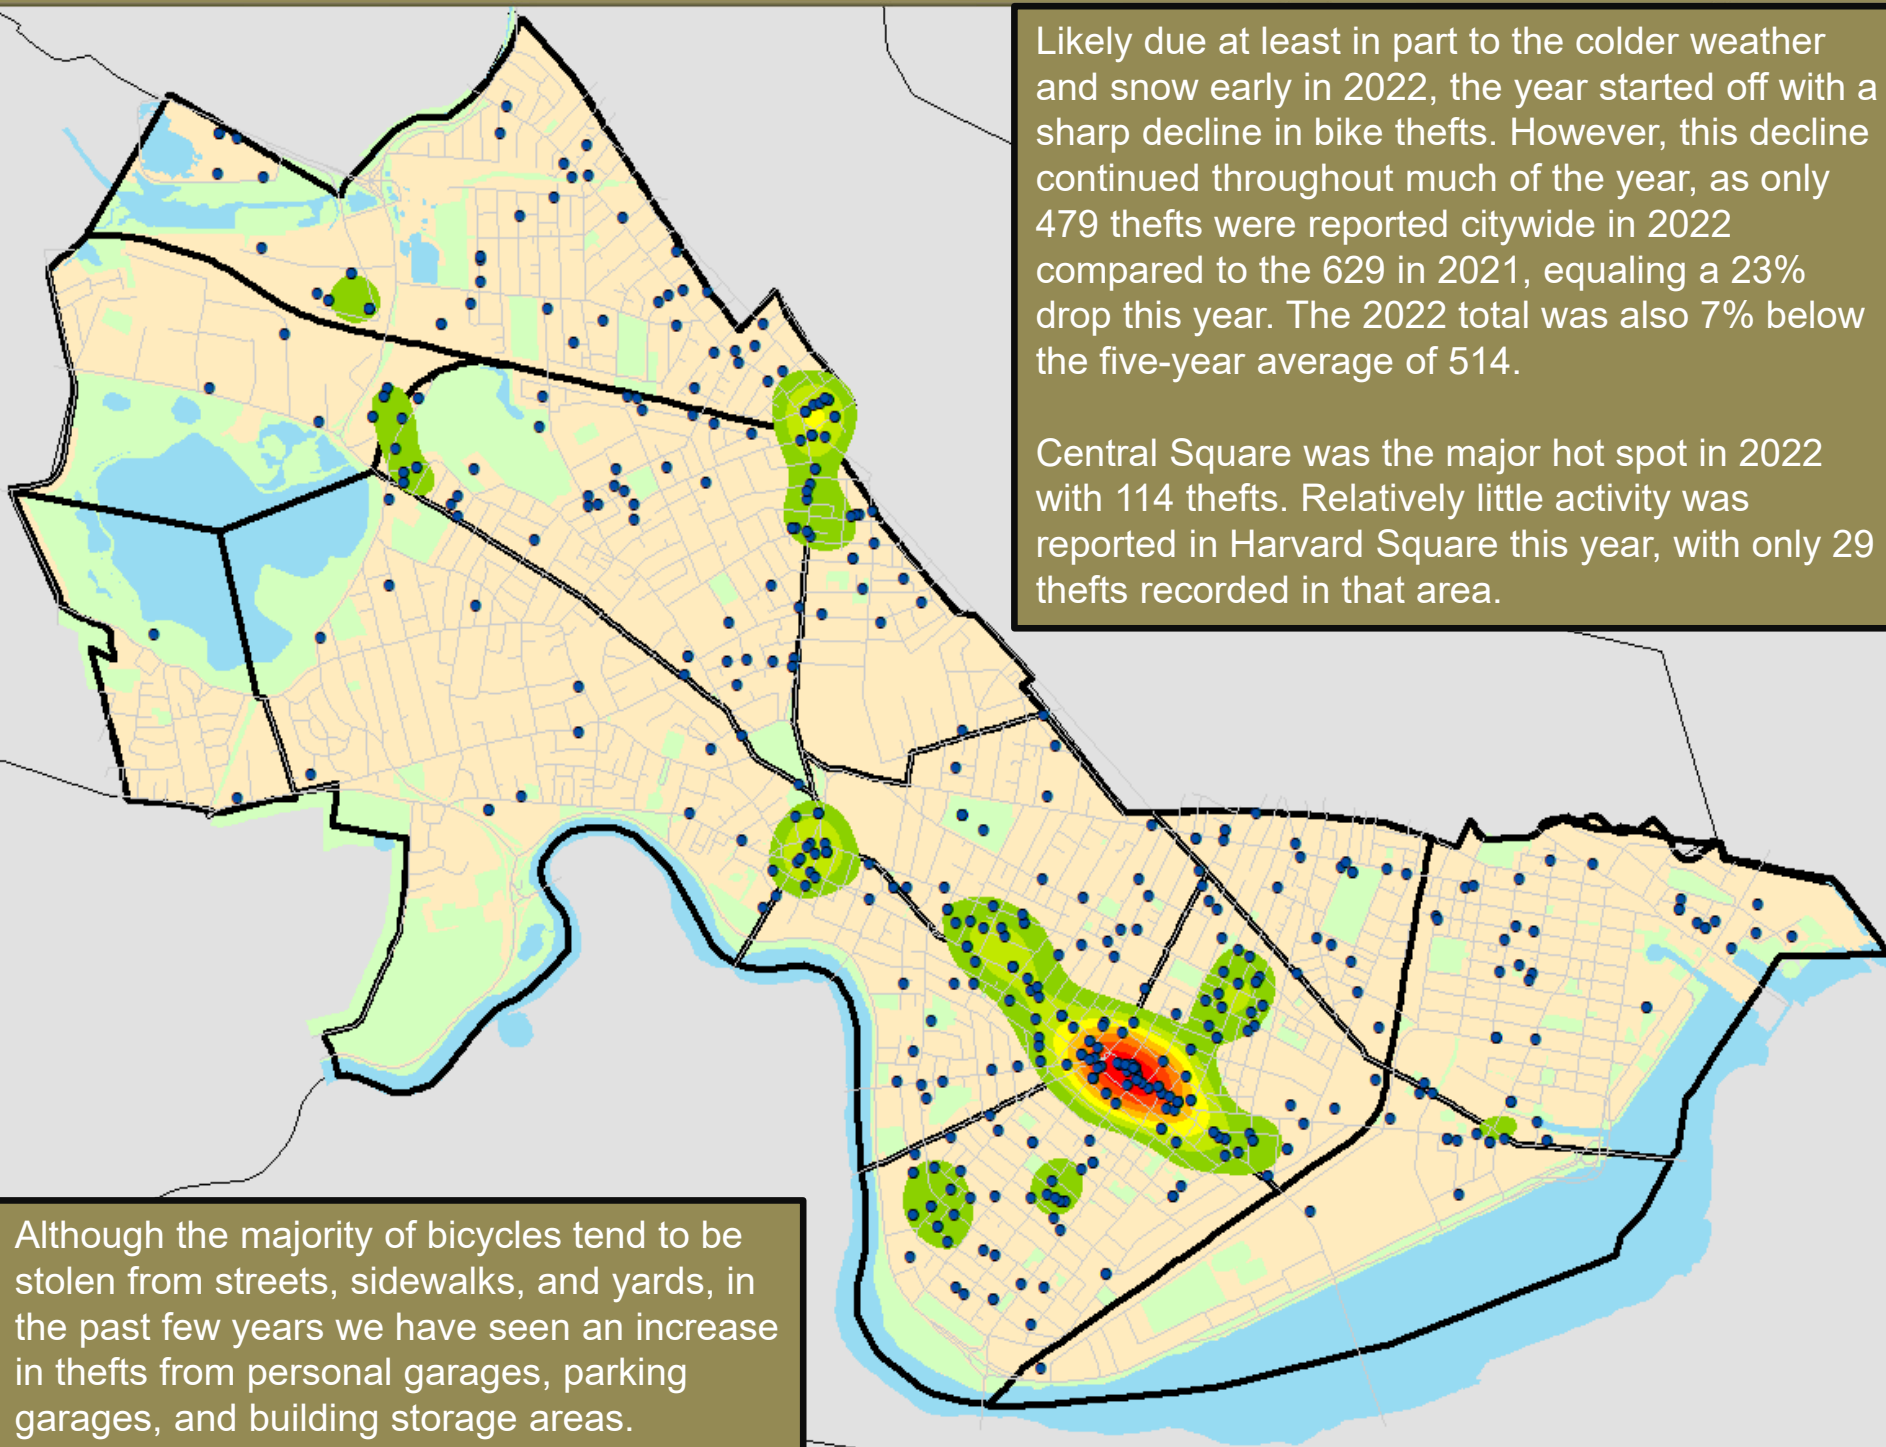 Likely due at least in part to the colder weather
and snow early in 2022, the year started off with a
sharp decline in bike thefts. However, this decline
continued throughout much of the year, as only
479 thefts were reported citywide in 2022
compared to the 629 in 2021, equaling a 23%
drop this year. The 2022 total was also 7% below
the five-year average of 514.
Central Square was the major hot spot in 2022
with 114 thefts. Relatively little activity was
reported in Harvard Square this year, with only 29
thefts recorded in that area.
Although the majority of bicycles tend to be
stolen from streets, sidewalks, and yards, in
the past few years we have seen an increase
in thefts from personal garages, parking
garages, and building storage areas.